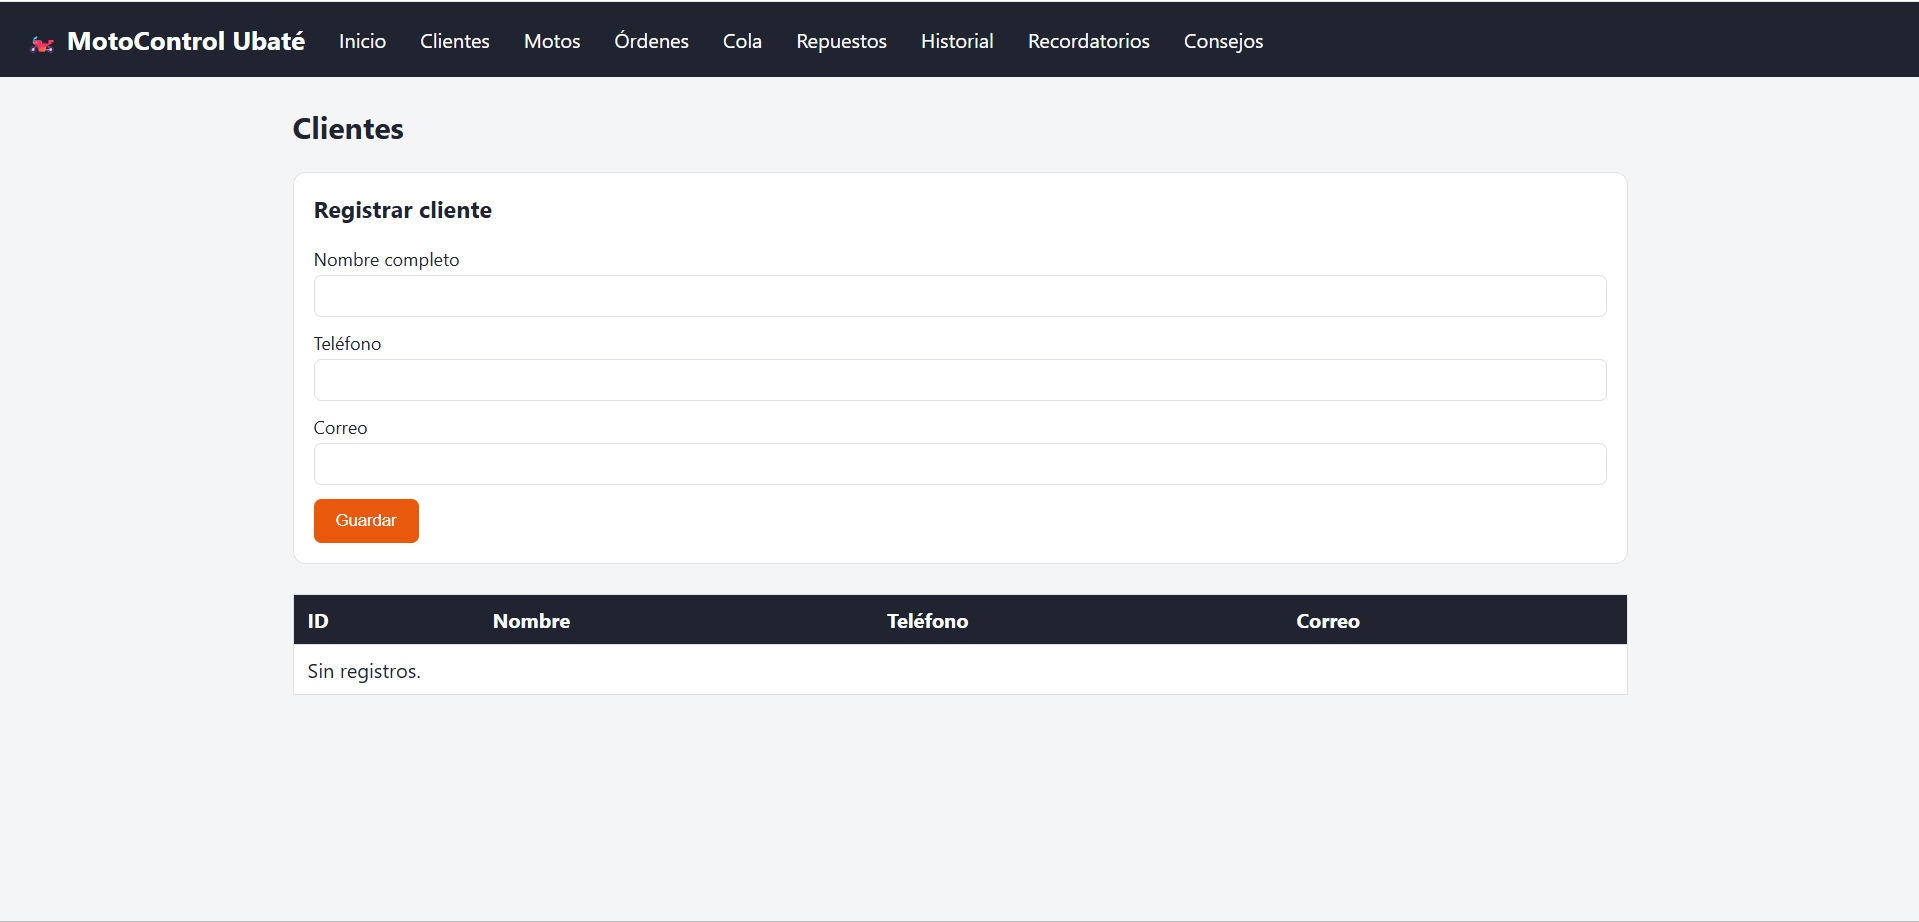 MotoControl Ubaté Inicio Clientes Motos Órdenes Cola Repuestos Historial Recordatorios Consejos
Clientes
Registrar cliente
Nombre completo
Teléfono
Correo
Guardar
ID Nombre Teléfono Correo
Sin registros.